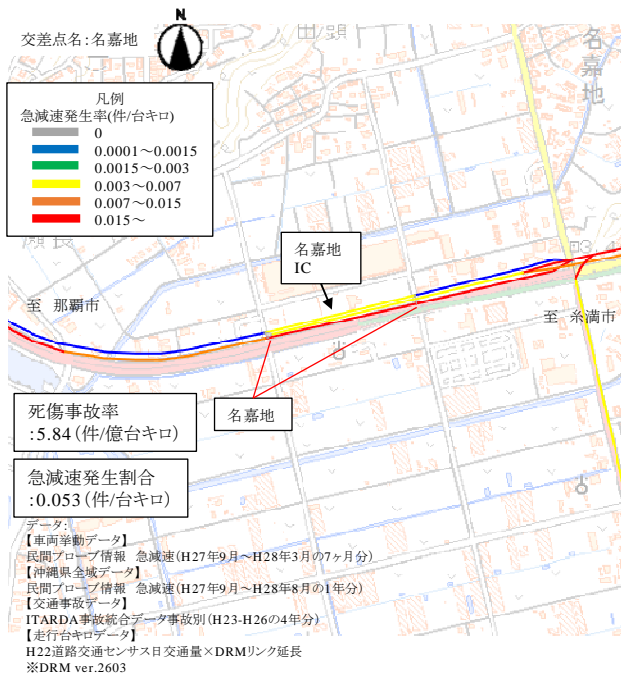 N
交差点名:名嘉地
凡例
急減速発生率(件/台キロ)
0
0.0001～0.0015
0.0015～0.003
0.003～0.007
0.007～0.015
0.015～
名嘉地
名嘉地
IC
至 那覇市
至 糸満市
名嘉地
死傷事故率
:5.84(件/億台キロ)
急減速発生割合
:0.053(件/台キロ)
データ:
【車両挙動データ】
民間プローブ情報 急減速(H27年9月～H28年3月の7ヶ月分)
【沖縄県全域データ】
民間プローブ情報 急減速(H27年9月～H28年8月の1年分)
【交通事故データ】
ITARDA事故統合データ事故別(H23-H26の4年分)
【走行台キロデータ】
H22道路交通センサス日交通量×DRMリンク延長
※DRM ver.2603